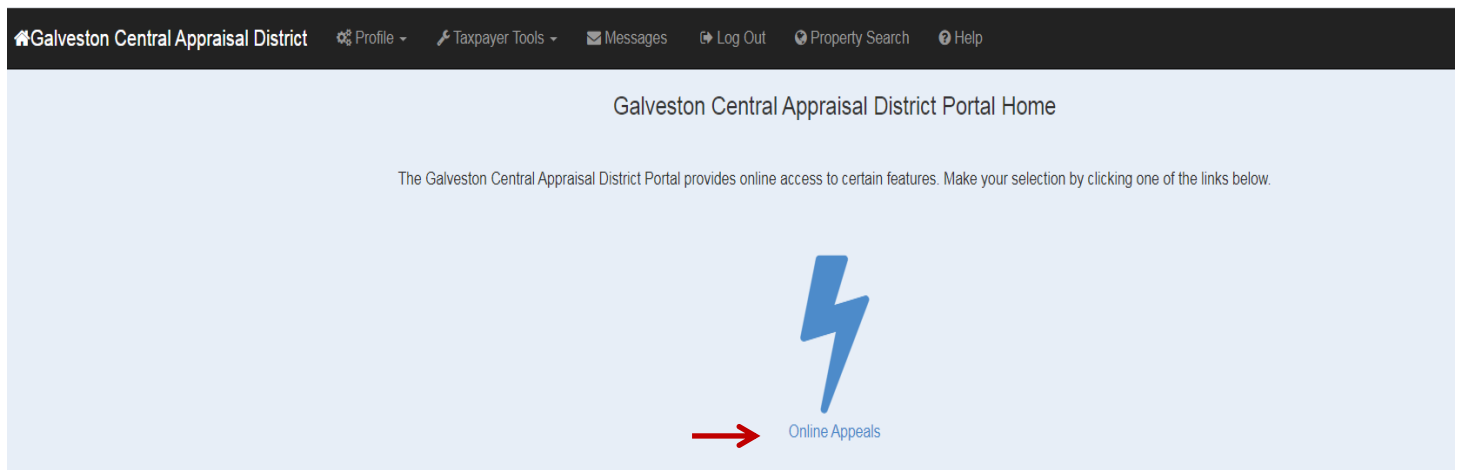 Galveston Central Appraisal District Profile Taxpayer Tools Messages Log Out Property Search Help
Galveston Central Appraisal District Portal Home
The Galveston Central Appraisal District Portal provides online access to certain features. Make your selection by clicking one of the links below.
Online Appeals